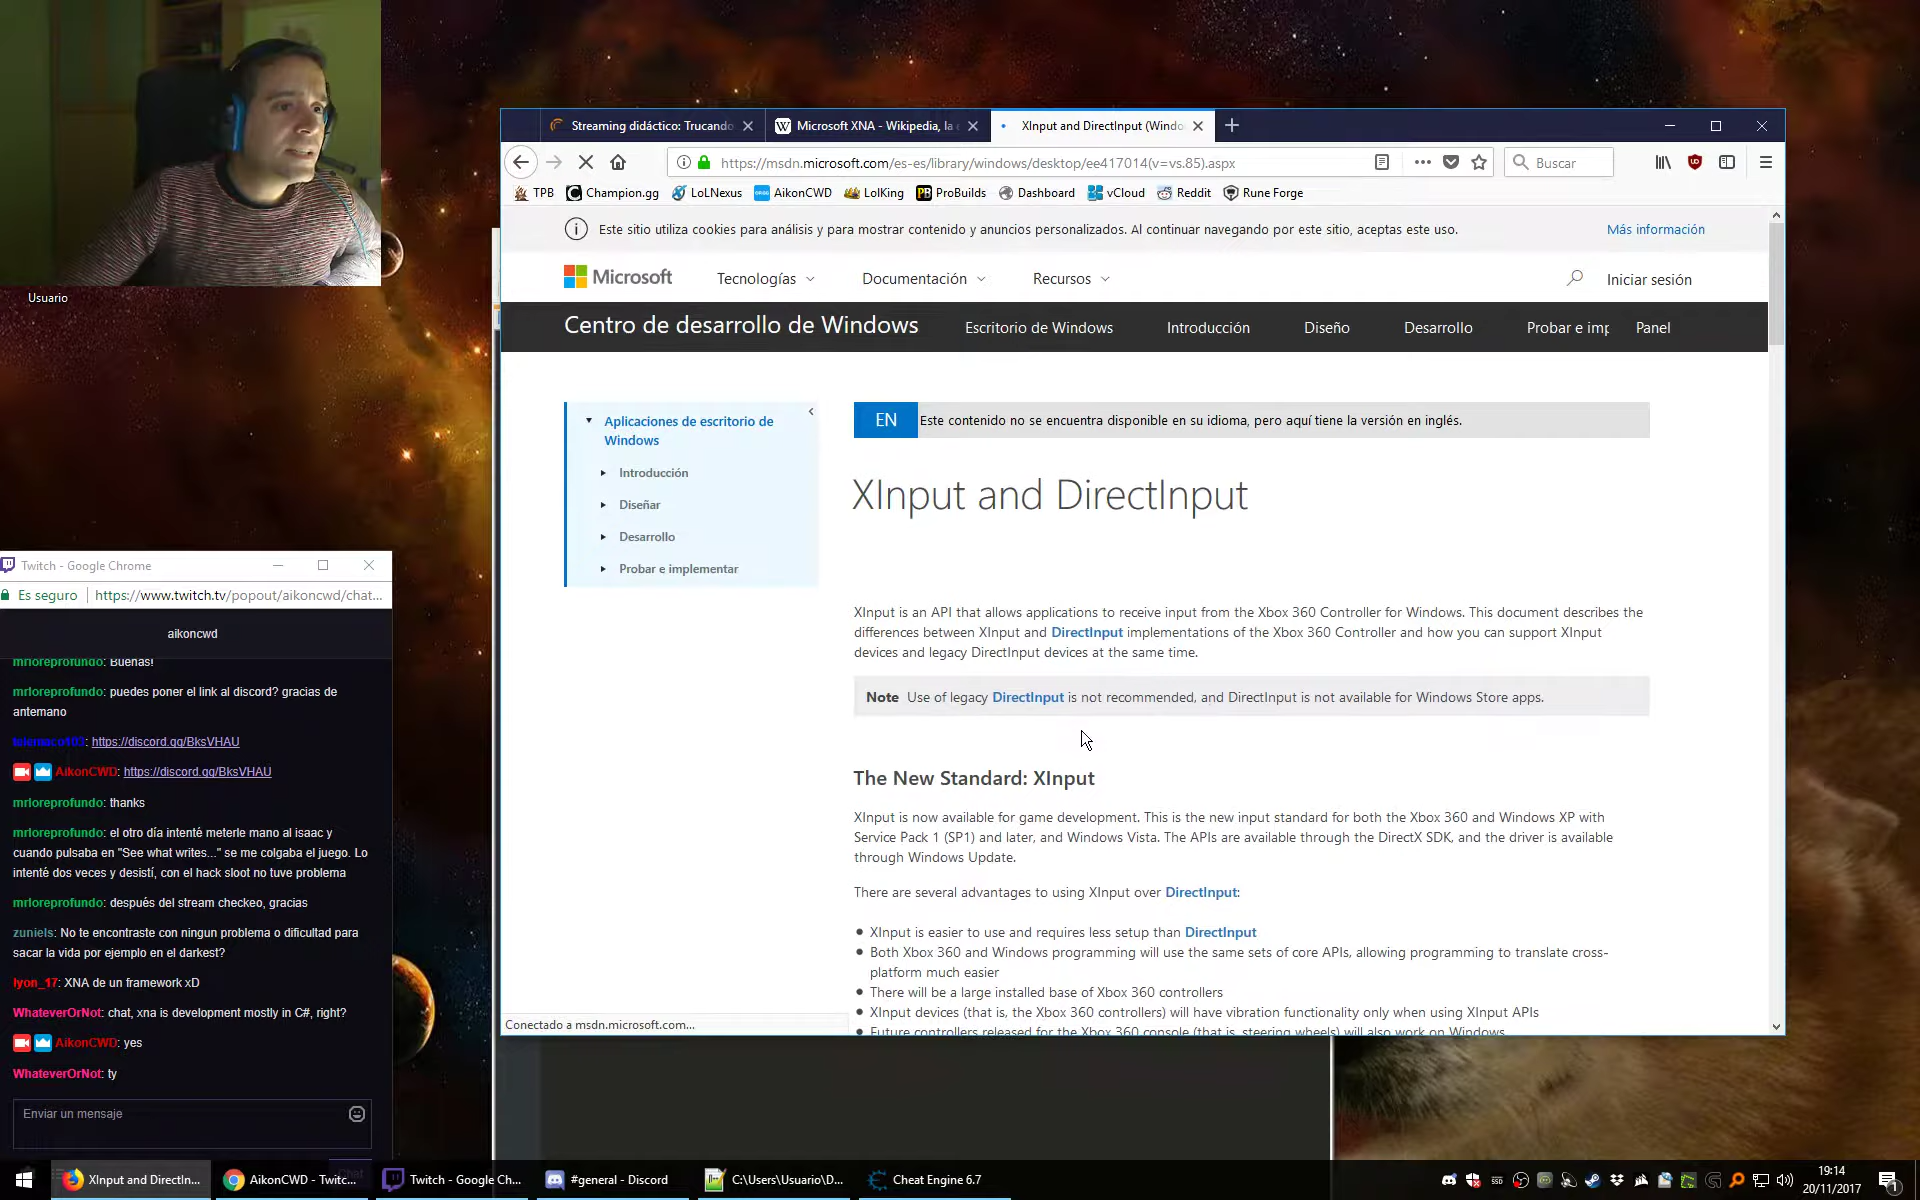 Usuario
Streaming didáctico: Trucando
Microsoft XNA - Wikipedia, la
XInput and DirectInput (Windo
https://msdn.microsoft.com/es-es/library/windows/desktop/ee417014(v=vs.85).aspx
Buscar
TPB
Champion.gg
LoLNexus
AikonCWD
LolKing
ProBuilds
Dashboard
vCloud
Reddit
Rune Forge
Este sitio utiliza cookies para análisis y para mostrar contenido y anuncios personalizados. Al continuar navegando por este sitio, aceptas este uso.
Más información
Microsoft
Tecnologías
Documentación
Recursos
Iniciar sesión
Centro de desarrollo de Windows
Escritorio de Windows
Introducción
Diseño
Desarrollo
Probar e imp
Panel
Aplicaciones de escritorio de
Windows
Introducción
Diseñar
Desarrollo
Probar e implementar
EN Este contenido no se encuentra disponible en su idioma, pero aquí tiene la versión en inglés.
XInput and DirectInput
XInput is an API that allows applications to receive input from the Xbox 360 Controller for Windows. This document describes the
differences between XInput and DirectInput implementations of the Xbox 360 Controller and how you can support XInput
devices and legacy DirectInput devices at the same time.
Note Use of legacy DirectInput is not recommended, and DirectInput is not available for Windows Store apps.
The New Standard: XInput
XInput is now available for game development. This is the new input standard for both the Xbox 360 and Windows XP with
Service Pack 1 (SP1) and later, and Windows Vista. The APIs are available through the DirectX SDK, and the driver is available
through Windows Update.
There are several advantages to using XInput over DirectInput:
XInput is easier to use and requires less setup than DirectInput
Both Xbox 360 and Windows programming will use the same sets of core APIs, allowing programming to translate cross-
platform much easier
There will be a large installed base of Xbox 360 controllers
XInput devices (that is, the Xbox 360 controllers) will have vibration functionality only when using XInput APIs
Future controllers released for the Xbox 360 console (that is, steering wheels) will also work on Windows
Conectado a msdn.microsoft.com...
Twitch - Google Chrome
Es seguro
https://www.twitch.tv/popout/aikoncwd/chat...
aikoncwd
mrloreprofundo: Buenas!
mrloreprofundo: puedes poner el link al discord? gracias de
antemano
https://discord.gg/BksVHAU
AikonCWD: https://discord.gg/BksVHAU
mrloreprofundo: thanks
mrloreprofundo: el otro día intenté meterle mano al isaac y
cuando pulsaba en "See what writes..." se me colgaba el juego. Lo
intenté dos veces y desistí, con el hack sloot no tuve problema
mrloreprofundo: después del stream checkeo, gracias
zuniels: No te encontraste con ningun problema o dificultad para
sacar la vida por ejemplo en el darkest?
lyon_17: XNA de un framework xD
WhateverOrNot: chat, xna is development mostly in C#, right?
AikonCWD: yes
WhateverOrNot: ty
Enviar un mensaje
XInput and DirectIn...
AikonCWD - Twitc...
Twitch - Google Ch...
#general - Discord
C:\Users\Usuario\D...
Cheat Engine 6.7
19:14
20/11/2017